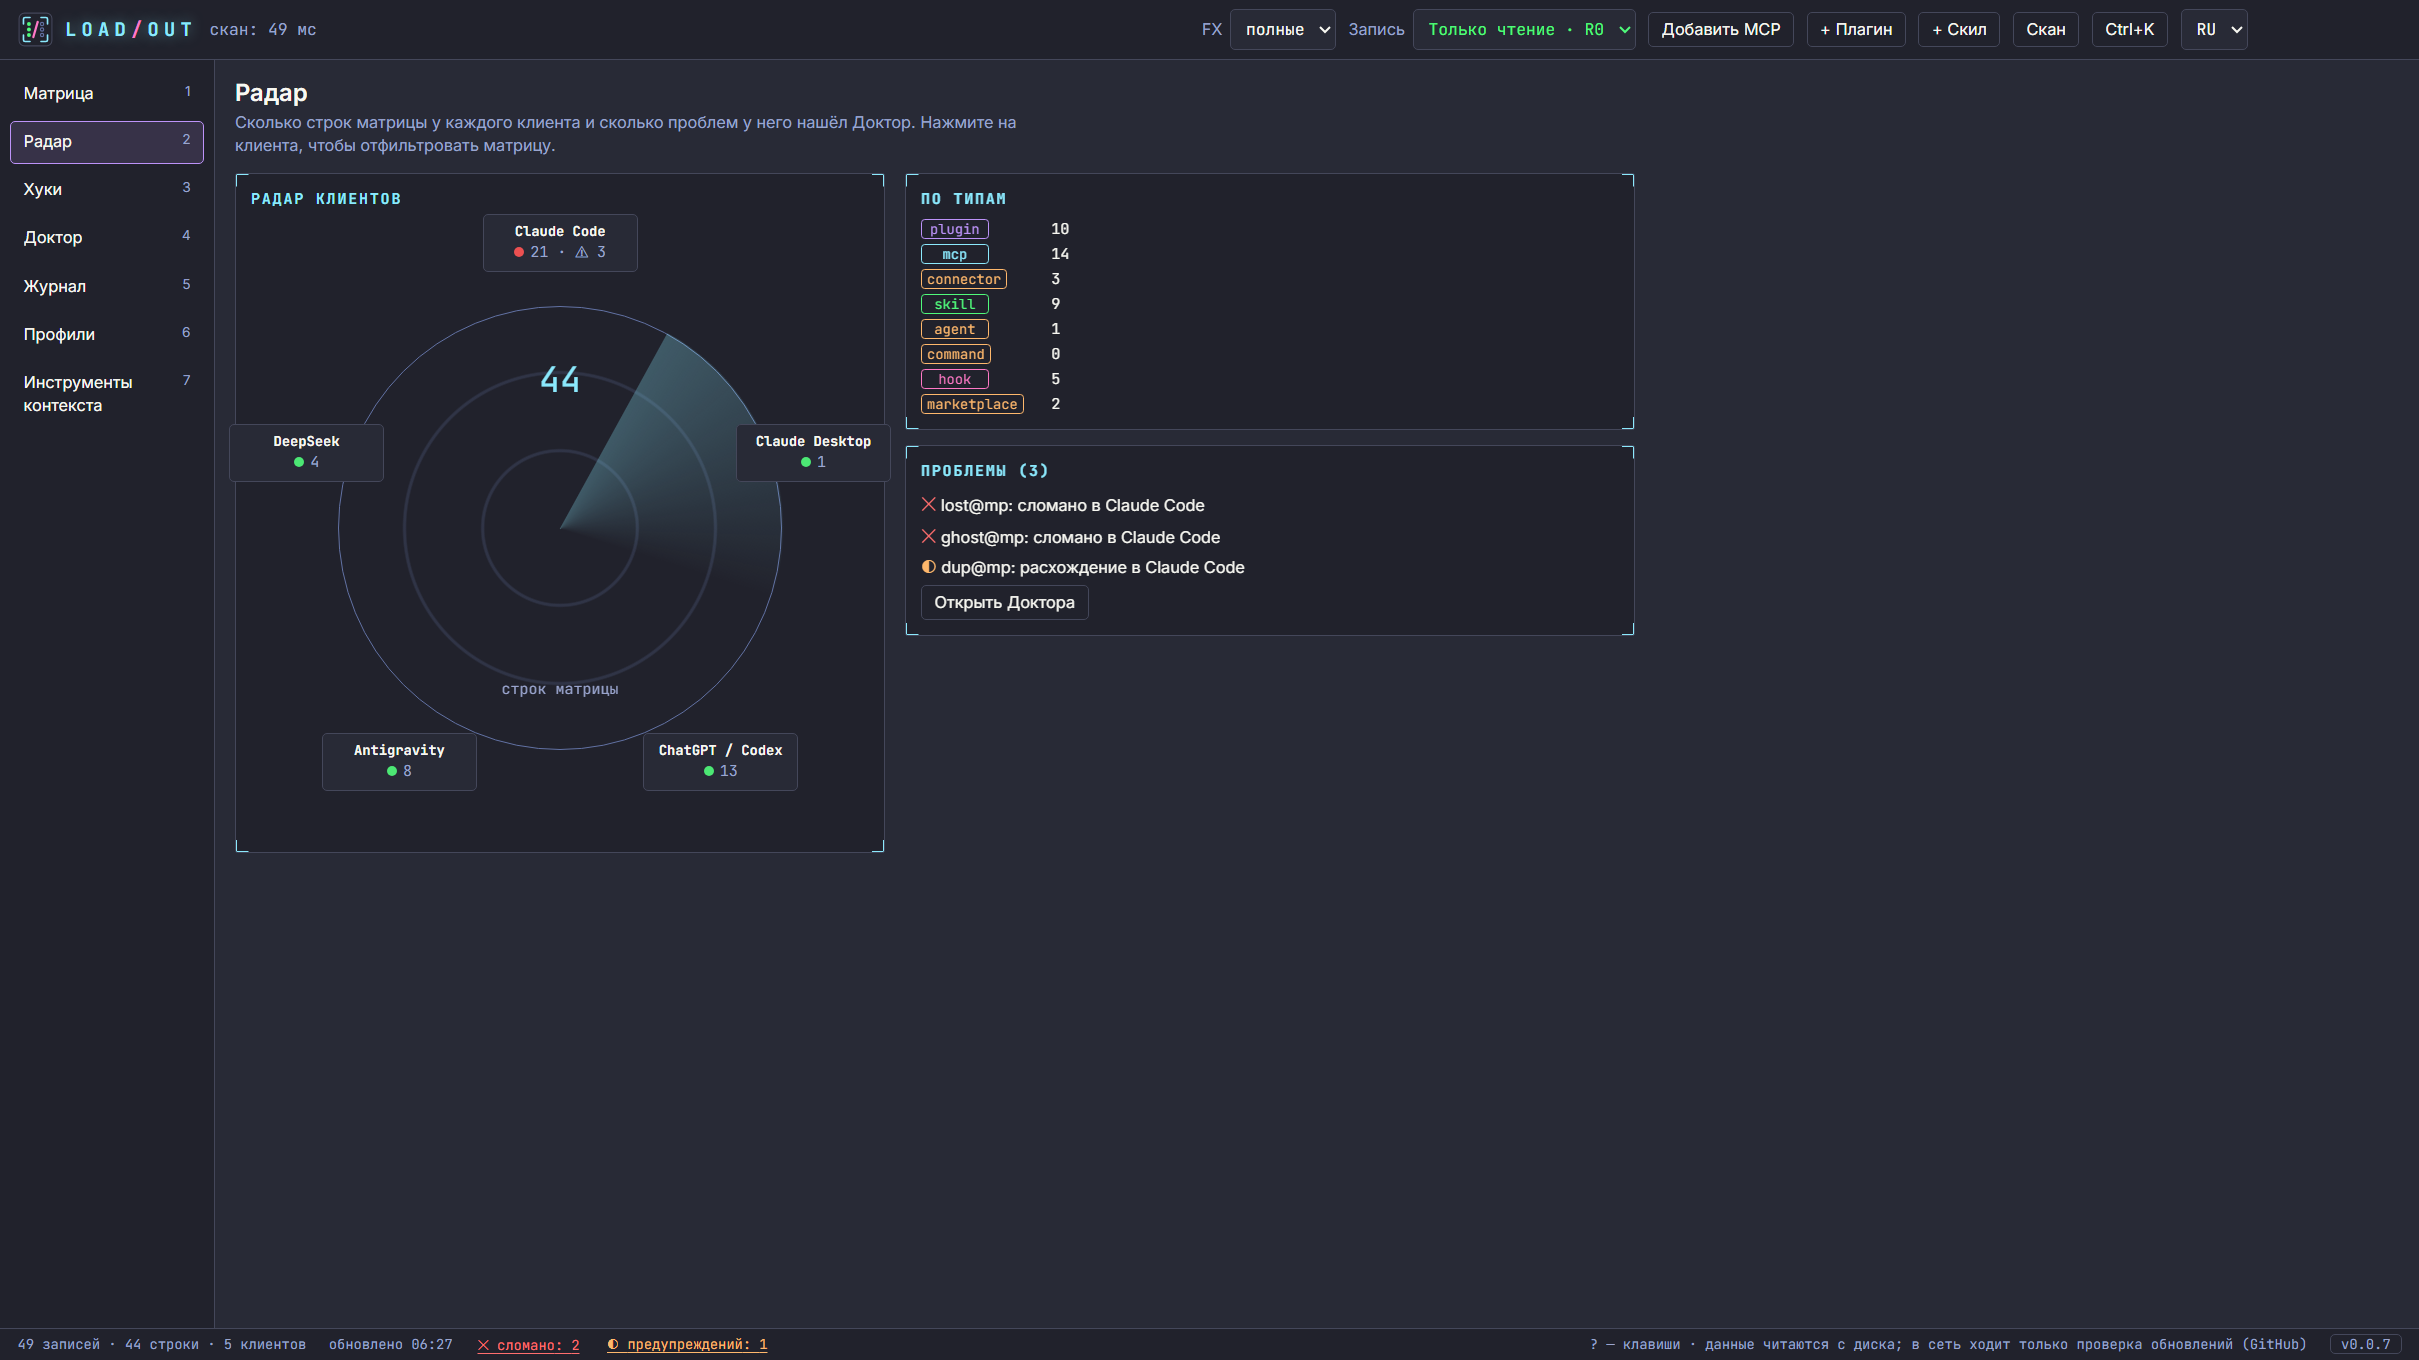 LOAD/OUT скан: 49 мс
FX полные Запись Только чтение · R0 Добавить MCP + Плагин + Скил Скан Ctrl+K RU
Матрица 1
Радар 2
Хуки 3
Доктор 4
Журнал 5
Профили 6
Инструменты контекста 7
Радар
Сколько строк матрицы у каждого клиента и сколько проблем у него нашёл Доктор. Нажмите на
клиента, чтобы отфильтровать матрицу.
РАДАР КЛИЕНТОВ
Claude Code
21 · ⚠ 3
44
DeepSeek
4
Claude Desktop
1
строк матрицы
Antigravity
8
ChatGPT / Codex
13
ПО ТИПАМ
plugin 10
mcp 14
connector 3
skill 9
agent 1
command 0
hook 5
marketplace 2
ПРОБЛЕМЫ (3)
lost@mp: сломано в Claude Code
ghost@mp: сломано в Claude Code
dup@mp: расхождение в Claude Code
Открыть Доктора
49 записей · 44 строки · 5 клиентов обновлено 06:27 сломано: 2 предупреждений: 1
? — клавиши · данные читаются с диска; в сеть ходит только проверка обновлений (GitHub) v0.0.7